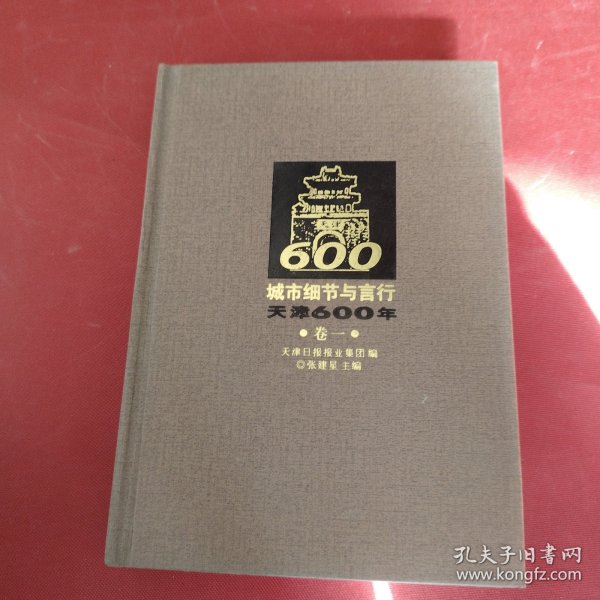 600
城市细节与言行
天津600年
•卷一•
天津日报报业集团 编
◎张建星 主编
孔夫子旧书网
www.kongfz.com